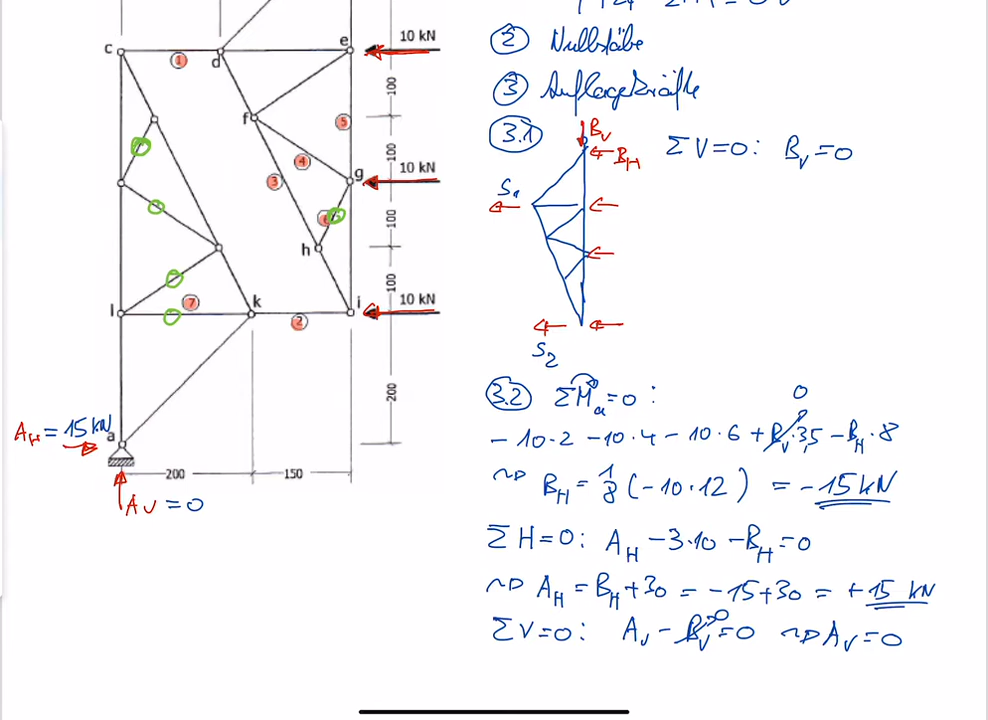 ② Nullstäbe
③ Auflagekräfte
3.1
B_V
ΣV=0: B_V=0
B_H
S_1
S_2
3.2 ΣM_a=0:
0
-10·2 -10·4 -10·6 +B_V·3,5 -B_H·8
~> B_H = 1/8 (-10·12) = -15 kN
ΣH=0: A_H -3·10 -B_H=0
~> A_H = B_H+30 = -15+30 = +15 kN
ΣV=0: A_V - B_V=0 ~> A_V=0
c
d
e
10 kN
1
100
f
5
4
100
3
g
10 kN
6
100
h
100
l
7
k
2
i
10 kN
200
A_H = 15 kN
a
200
150
A_V = 0